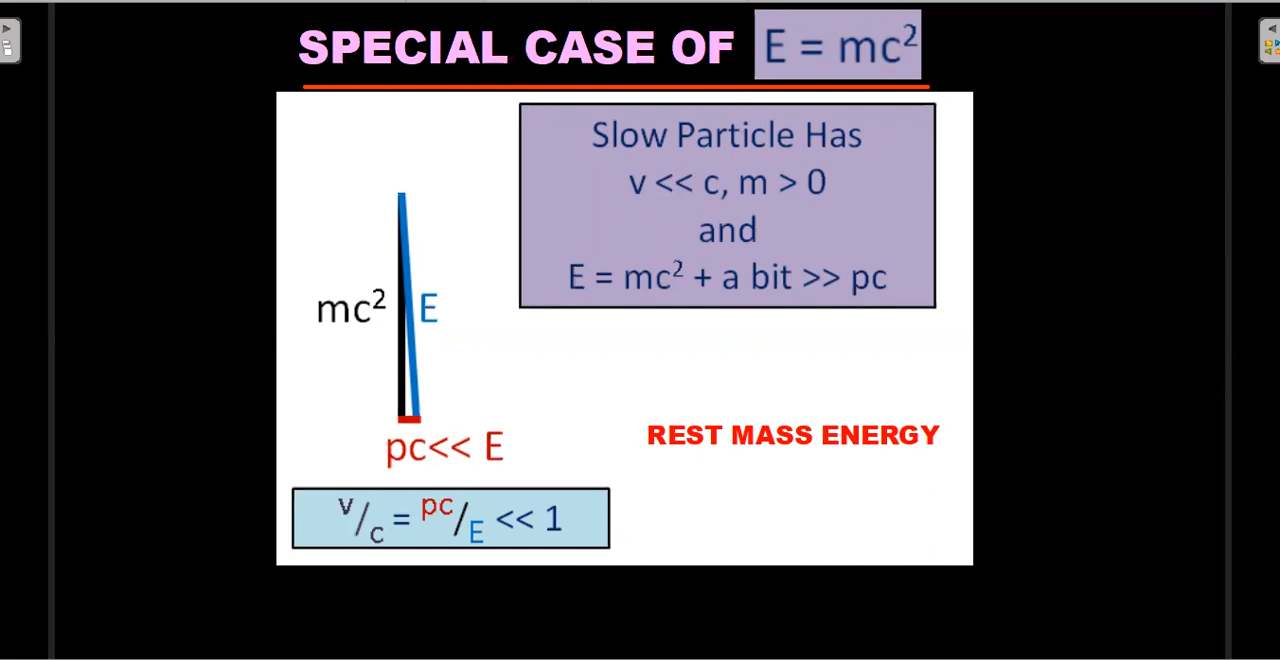 SPECIAL CASE OF E = mc²
Slow Particle Has
v << c, m > 0
and
E = mc² + a bit >> pc
mc² E
pc<< E
REST MASS ENERGY
v/c = pc/E << 1